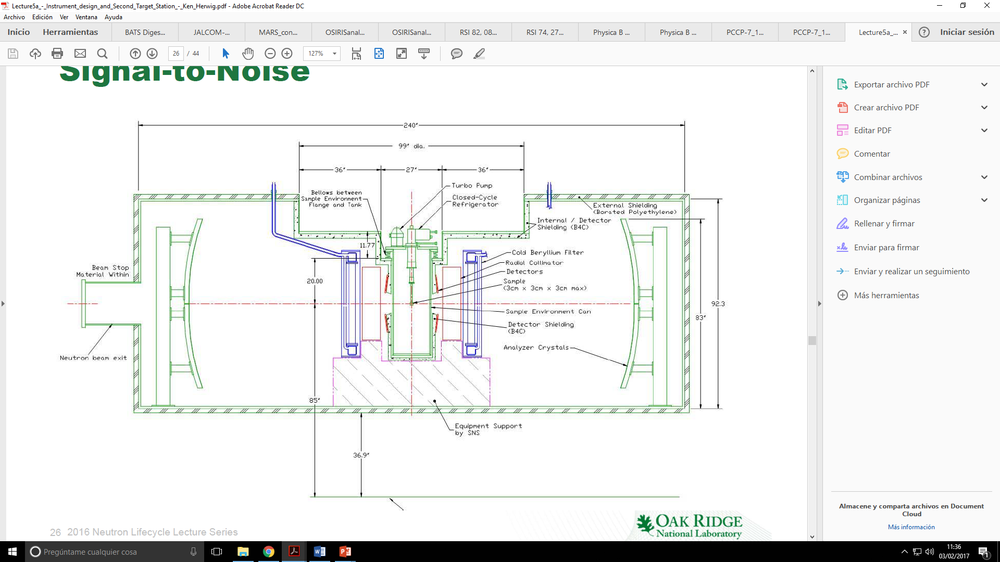 Lecture5a_-_Instrument_design_and_Second_Target_Station_-_Ken_Herwig.pdf - Adobe Acrobat Reader DC
Archivo Edición Ver Ventana Ayuda
Inicio Herramientas BATS Diges... JALCOM-... MARS_con... OSIRISanal... OSIRISanal... RSI 82, 08... RSI 74, 27... Physica B ... Physica B ... PCCP-7_1... PCCP-7_1... Lecture5a_... Iniciar sesión
26 / 44 127%
Signal-to-Noise
240"
99" dia.
36" 27" 36"
Turbo Pump
Closed-Cycle
Refrigerator
Bellows between
Sample Environment
Flange and Tank
External Shielding
(Borated Polyethylene)
Internal / Detector
Shielding (B4C)
11.77
Cold Beryllium Filter
Radial Collimator
Detectors
Sample
(3cm x 3cm x 3cm max)
Beam Stop
Material Within
20.00
92.3
83"
Sample Environment Can
Detector Shielding
(B4C)
Analyzer Crystals
Neutron beam exit
85"
Equipment Support
by SNS
36.9"
26 2016 Neutron Lifecycle Lecture Series
OAK RIDGE
National Laboratory
Exportar archivo PDF
Crear archivo PDF
Editar PDF
Comentar
Combinar archivos
Organizar páginas
Rellenar y firmar
Enviar para firmar
Enviar y realizar un seguimiento
Más herramientas
Almacene y comparta archivos en Document
Cloud
Más información
Pregúntame cualquier cosa
11:36
03/02/2017
1